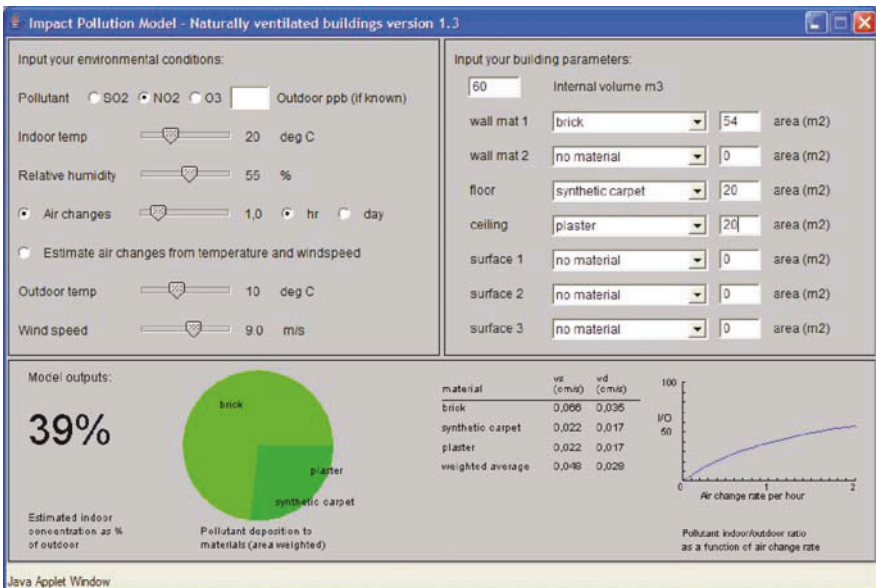 Impact Pollution Model - Naturally ventilated buildings version 1.3
Input your environmental conditions:
Pollutant SO2 NO2 O3 Outdoor ppb (if known)
Indoor temp 20 deg C
Relative humidity 55 %
Air changes 1,0 hr day
Estimate air changes from temperature and windspeed
Outdoor temp 10 deg C
Wind speed 9.0 m/s
Input your building parameters:
60 Internal volume m3
wall mat 1 brick 54 area (m2)
wall mat 2 no material 0 area (m2)
floor synthetic carpet 20 area (m2)
ceiling plaster 20 area (m2)
surface 1 no material 0 area (m2)
surface 2 no material 0 area (m2)
surface 3 no material 0 area (m2)
Model outputs:
39%
Estimated indoor
concentration as %
of outdoor
brick
plaster
synthetic carpet
Pollutant deposition to
materials (area weighted)
material vs (cm/s) vd (cm/s)
brick 0,066 0,035
synthetic carpet 0,022 0,017
plaster 0,022 0,017
weighted average 0,048 0,028
100
I/O
50
0 1 2
Air change rate per hour
Pollutant indoor/outdoor ratio
as a function of air change rate
Java Applet Window